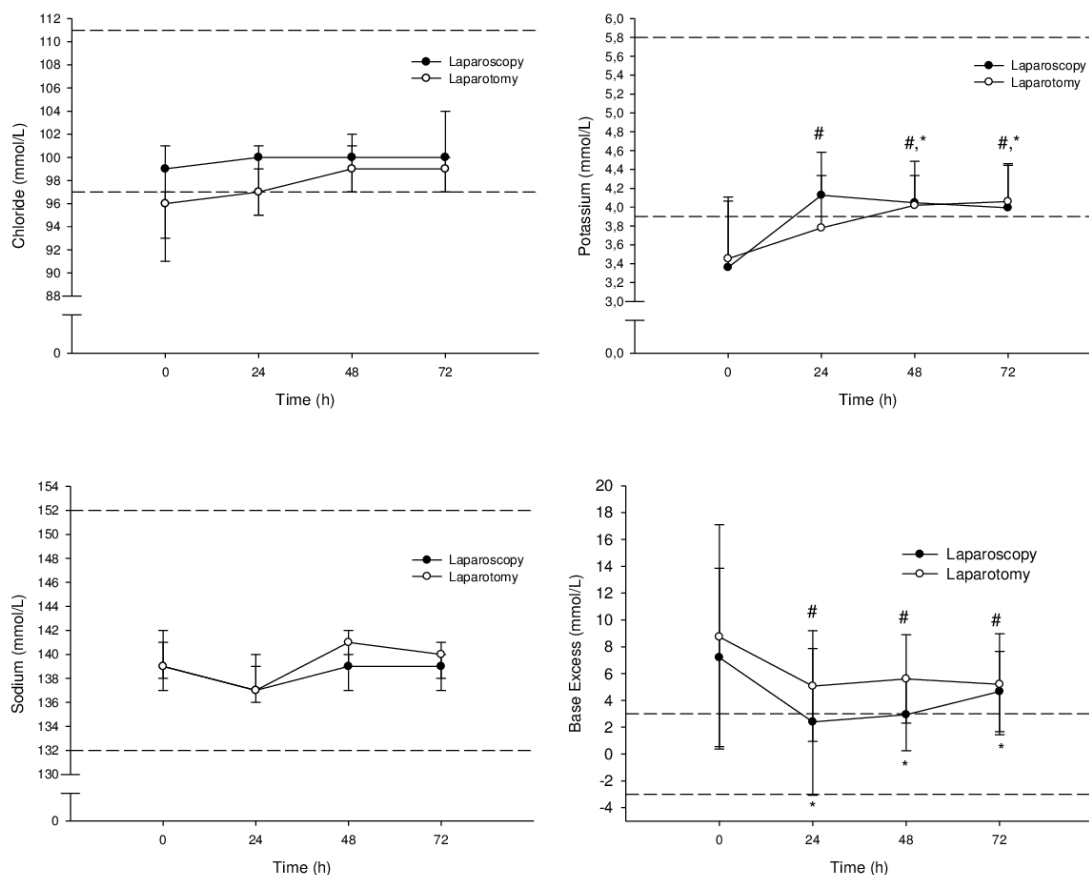 112
110
108
106
104
102
100
98
96
94
92
90
88
0
Chloride (mmol/L)
Laparoscopy
Laparotomy
0 24 48 72
Time (h)
6,0
5,8
5,6
5,4
5,2
5,0
4,8
4,6
4,4
4,2
4,0
3,8
3,6
3,4
3,2
3,0
0,0
Potassium (mmol/L)
Laparoscopy
Laparotomy
# #,* #,*
0 24 48 72
Time (h)
154
152
150
148
146
144
142
140
138
136
134
132
130
0
Sodium (mmol/L)
Laparoscopy
Laparotomy
0 24 48 72
Time (h)
20
18
16
14
12
10
8
6
4
2
0
-2
-4
Base Excess (mmol/L)
Laparoscopy
Laparotomy
# # #
* * *
0 24 48 72
Time (h)